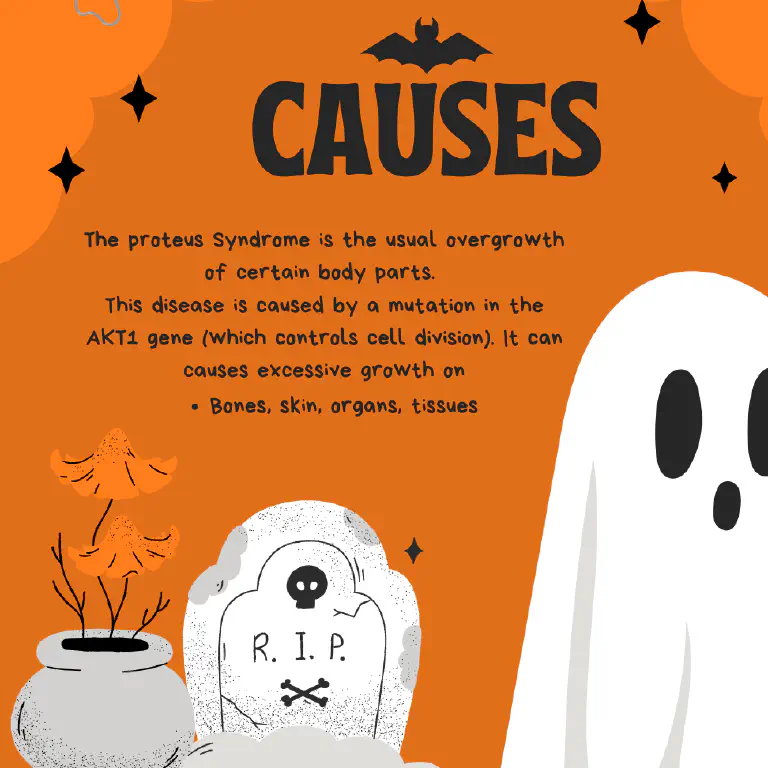 CAUSES
The proteus Syndrome is the usual overgrowth
of certain body parts.
This disease is caused by a mutation in the
AKT1 gene (which controls cell division). It can
causes excessive growth on
• Bones, skin, organs, tissues
R. I. P.